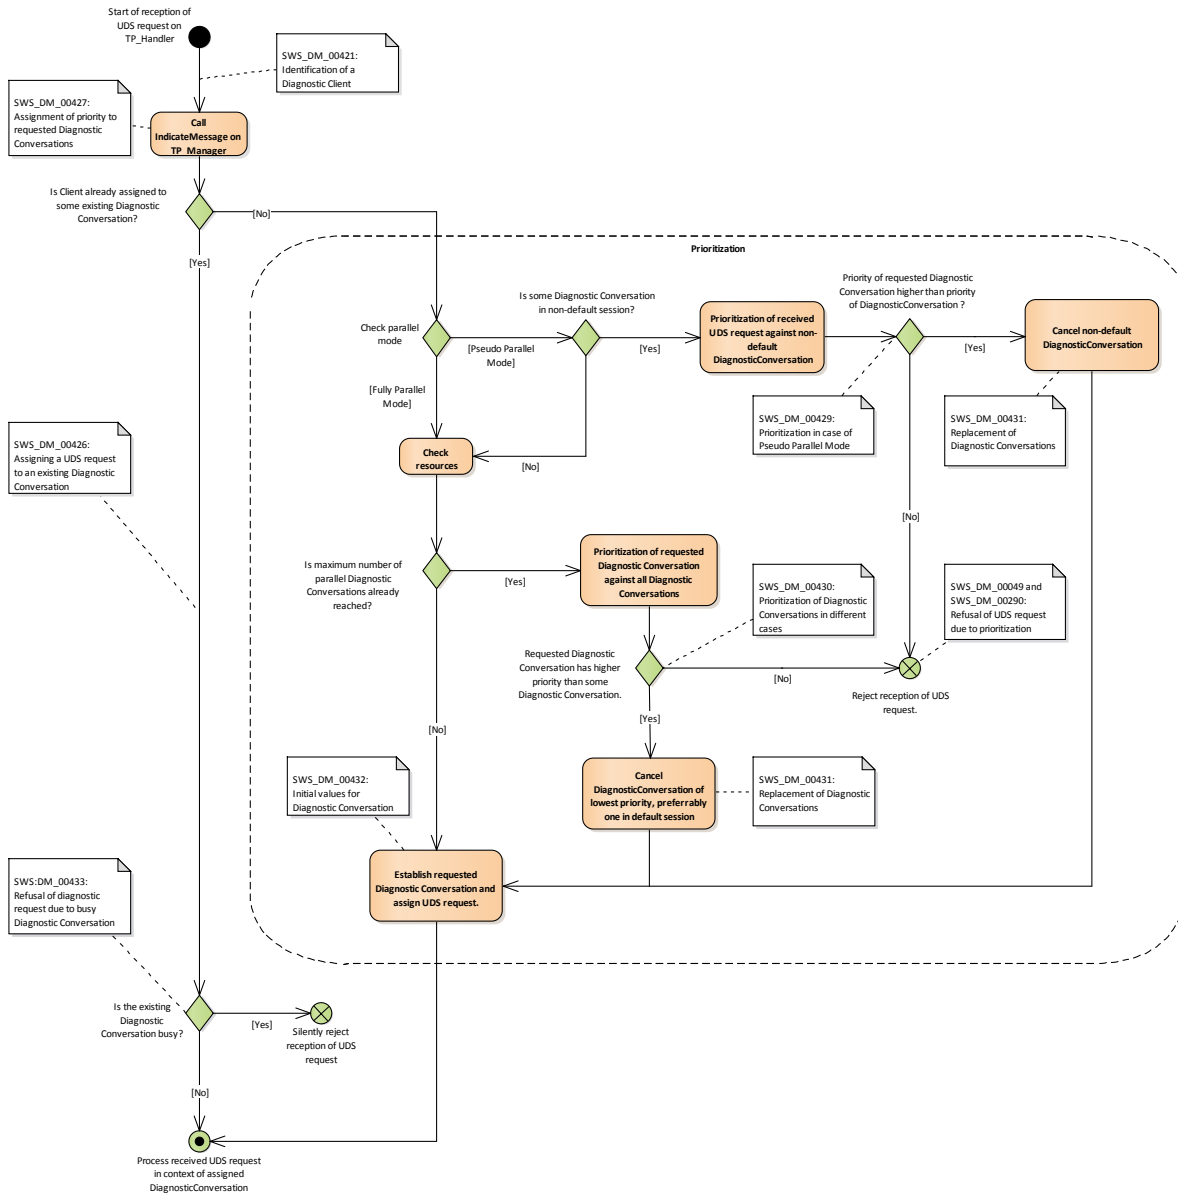 Start of reception of
UDS request on
TP_Handler
SWS_DM_00421:
Identification of a
Diagnostic Client
SWS_DM_00427:
Assignment of priority to
requested Diagnostic
Conversations
Call
IndicateMessage on
TP_Manager
Is Client already assigned to
some existing Diagnostic
Conversation?
[No]
[Yes]
Prioritization
Check parallel
mode
[Pseudo Parallel
Mode]
[Fully Parallel
Mode]
Is some Diagnostic Conversation
in non-default session?
[Yes]
[No]
Prioritization of received
UDS request against non-
default
DiagnosticConversation
Priority of requested Diagnostic
Conversation higher than priority
of DiagnosticConversation ?
[Yes]
Cancel non-default
DiagnosticConversation
SWS_DM_00429:
Prioritization in case of
Pseudo Parallel Mode
SWS_DM_00431:
Replacement of
Diagnostic Conversations
[No]
Check
resources
SWS_DM_00426:
Assigning a UDS request
to an existing Diagnostic
Conversation
Is maximum number of
parallel Diagnostic
Conversations already
reached?
[Yes]
[No]
Prioritization of requested
Diagnostic Conversation
against all Diagnostic
Conversations
SWS_DM_00430:
Prioritization of Diagnostic
Conversations in different
cases
SWS_DM_00049 and
SWS_DM_00290:
Refusal of UDS request
due to prioritization
Requested Diagnostic
Conversation has higher
priority than some
Diagnostic Conversation.
[No]
[Yes]
Reject reception of UDS
request.
Cancel
DiagnosticConversation of
lowest priority, preferrably
one in default session
SWS_DM_00431:
Replacement of Diagnostic
Conversations
SWS_DM_00432:
Initial values for
Diagnostic Conversation
Establish requested
Diagnostic Conversation and
assign UDS request.
SWS:DM_00433:
Refusal of diagnostic
request due to busy
Diagnostic Conversation
Is the existing
Diagnostic
Conversation busy?
[Yes]
Silently reject
reception of UDS
request
[No]
Process received UDS request
in context of assigned
DiagnosticConversation